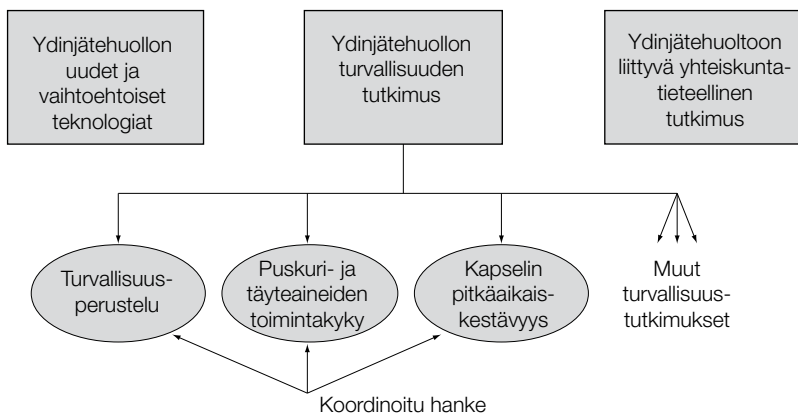 Ydinjätehuollon
uudet ja
vaihtoehtoiset
teknologiat
Ydinjätehuollon
turvallisuuden
tutkimus
Ydinjätehuoltoon
liittyvä yhteiskunta-
tieteellinen
tutkimus
Turvallisuus-
perustelu
Puskuri- ja
täyteaineiden
toimintakyky
Kapselin
pitkäaikais-
kestävyys
Muut
turvallisuus-
tutkimukset
Koordinoitu hanke